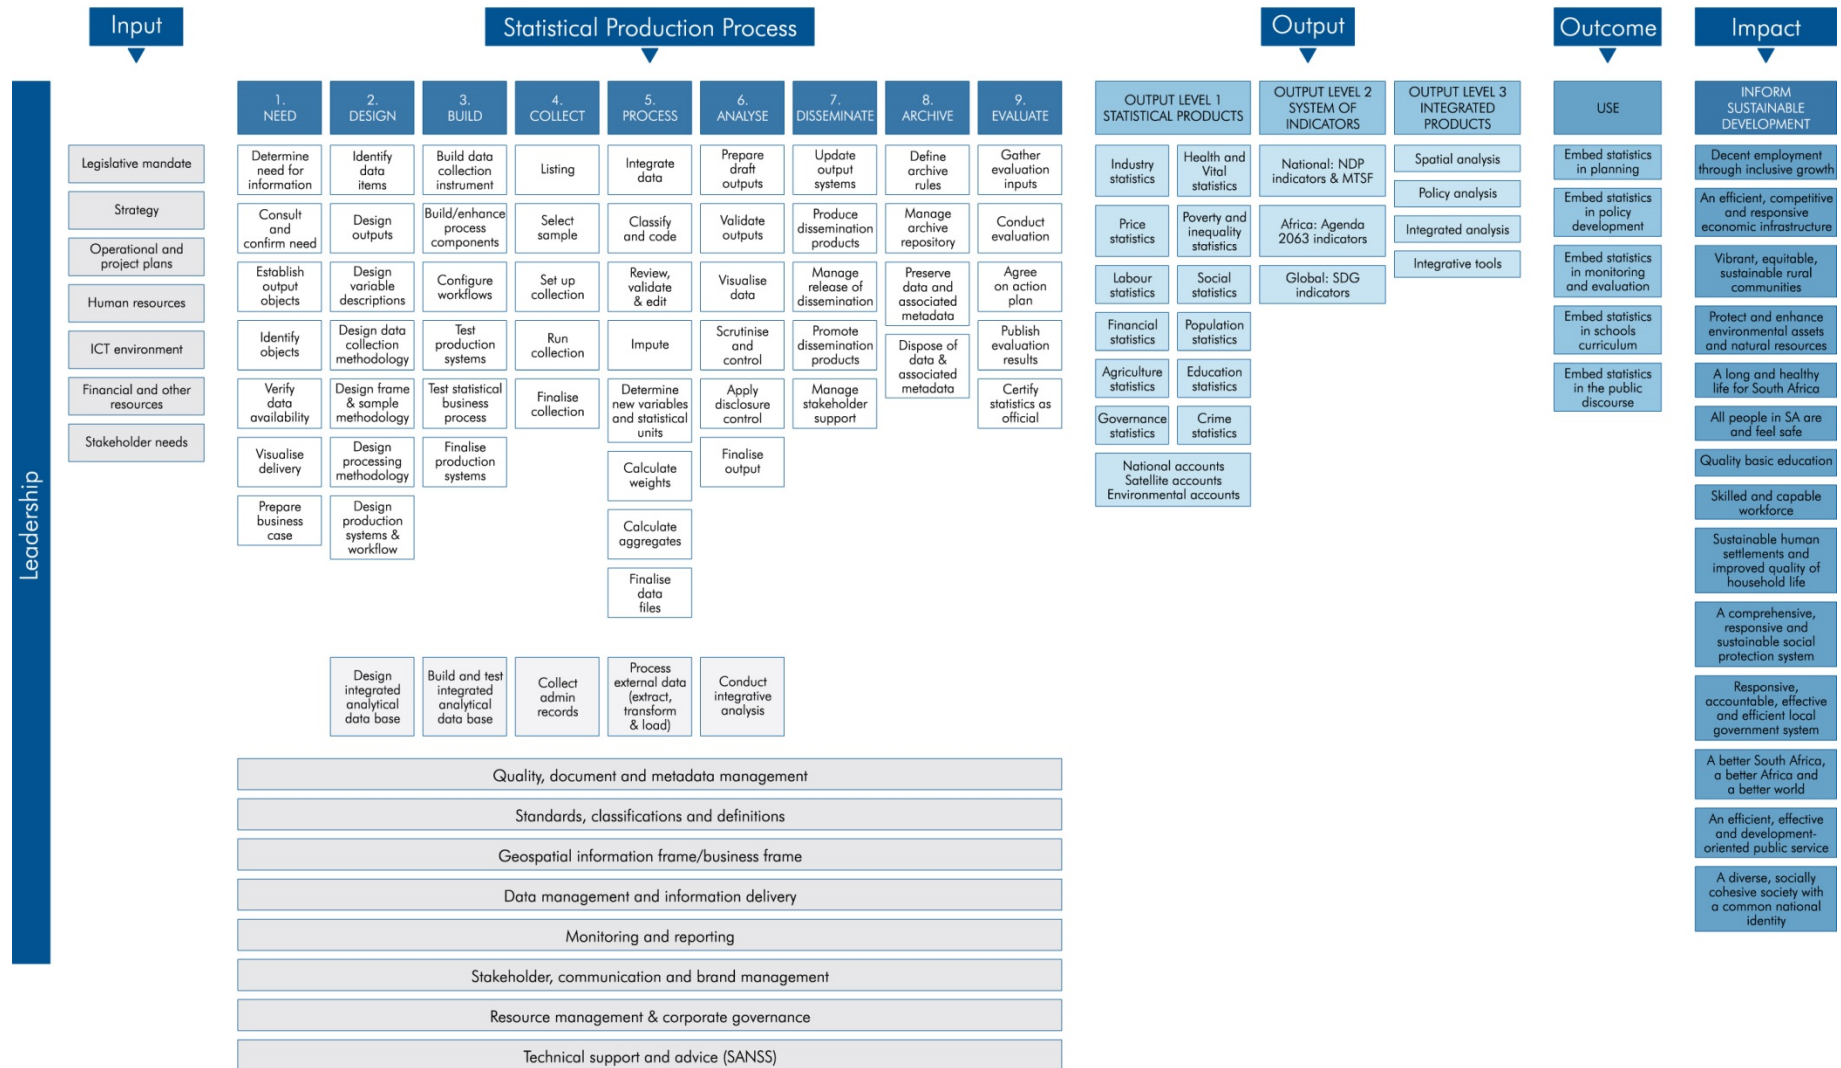 Input
Statistical Production Process
Output
Outcome
Impact
Leadership
Legislative mandate
Strategy
Operational and
project plans
Human resources
ICT environment
Financial and other
resources
Stakeholder needs
1.
NEED
Determine
need for
information
Consult
and
confirm need
Establish
output
objects
Identify
objects
Verify
data
availability
Visualise
delivery
Prepare
business
case
2.
DESIGN
Identify
data
items
Design
outputs
Design
variable
descriptions
Design data
collection
methodology
Design frame
& sample
methodology
Design
processing
methodology
Design
production
systems &
workflow
Design
integrated
analytical
data base
3.
BUILD
Build data
collection
instrument
Build/enhance
process
components
Configure
workflows
Test
production
systems
Test statistical
business
process
Finalise
production
systems
Build and test
integrated
analytical
data base
4.
COLLECT
Listing
Select
sample
Set up
collection
Run
collection
Finalise
collection
Collect
admin
records
5.
PROCESS
Integrate
data
Classify
and code
Review,
validate
& edit
Impute
Determine
new variables
and statistical
units
Calculate
weights
Calculate
aggregates
Finalise
data
files
Process
external data
(extract,
transform
& load)
6.
ANALYSE
Prepare
draft
outputs
Validate
outputs
Visualise
data
Scrutinise
and
control
Apply
disclosure
control
Finalise
output
Conduct
integrative
analysis
7.
DISSEMINATE
Update
output
systems
Produce
dissemination
products
Manage
release of
dissemination
Promote
dissemination
products
Manage
stakeholder
support
8.
ARCHIVE
Define
archive
rules
Manage
archive
repository
Preserve
data and
associated
metadata
Dispose of
data &
associated
metadata
9.
EVALUATE
Gather
evaluation
inputs
Conduct
evaluation
Agree
on action
plan
Publish
evaluation
results
Certify
statistics as
official
Quality, document and metadata management
Standards, classifications and definitions
Geospatial information frame/business frame
Data management and information delivery
Monitoring and reporting
Stakeholder, communication and brand management
Resource management & corporate governance
Technical support and advice (SANSS)
OUTPUT LEVEL 1
STATISTICAL PRODUCTS
Industry
statistics
Health and
Vital
statistics
Price
statistics
Poverty and
inequality
statistics
Labour
statistics
Social
statistics
Financial
statistics
Population
statistics
Agriculture
statistics
Education
statistics
Governance
statistics
Crime
statistics
National accounts
Satellite accounts
Environmental accounts
OUTPUT LEVEL 2
SYSTEM OF
INDICATORS
National: NDP
indicators & MTSF
Africa: Agenda
2063 indicators
Global: SDG
indicators
OUTPUT LEVEL 3
INTEGRATED
PRODUCTS
Spatial analysis
Policy analysis
Integrated analysis
Integrative tools
USE
Embed statistics
in planning
Embed statistics
in policy
development
Embed statistics
in monitoring
and evaluation
Embed statistics
in schools
curriculum
Embed statistics
in the public
discourse
INFORM
SUSTAINABLE
DEVELOPMENT
Decent employment
through inclusive growth
An efficient, competitive
and responsive
economic infrastructure
Vibrant, equitable,
sustainable rural
communities
Protect and enhance
environmental assets
and natural resources
A long and healthy
life for South Africa
All people in SA are
and feel safe
Quality basic education
Skilled and capable
workforce
Sustainable human
settlements and
improved quality of
household life
A comprehensive,
responsive and
sustainable social
protection system
Responsive,
accountable, effective
and efficient local
government system
A better South Africa,
a better Africa and
a better world
An efficient, effective
and development-
oriented public service
A diverse, socially
cohesive society with
a common national
identity